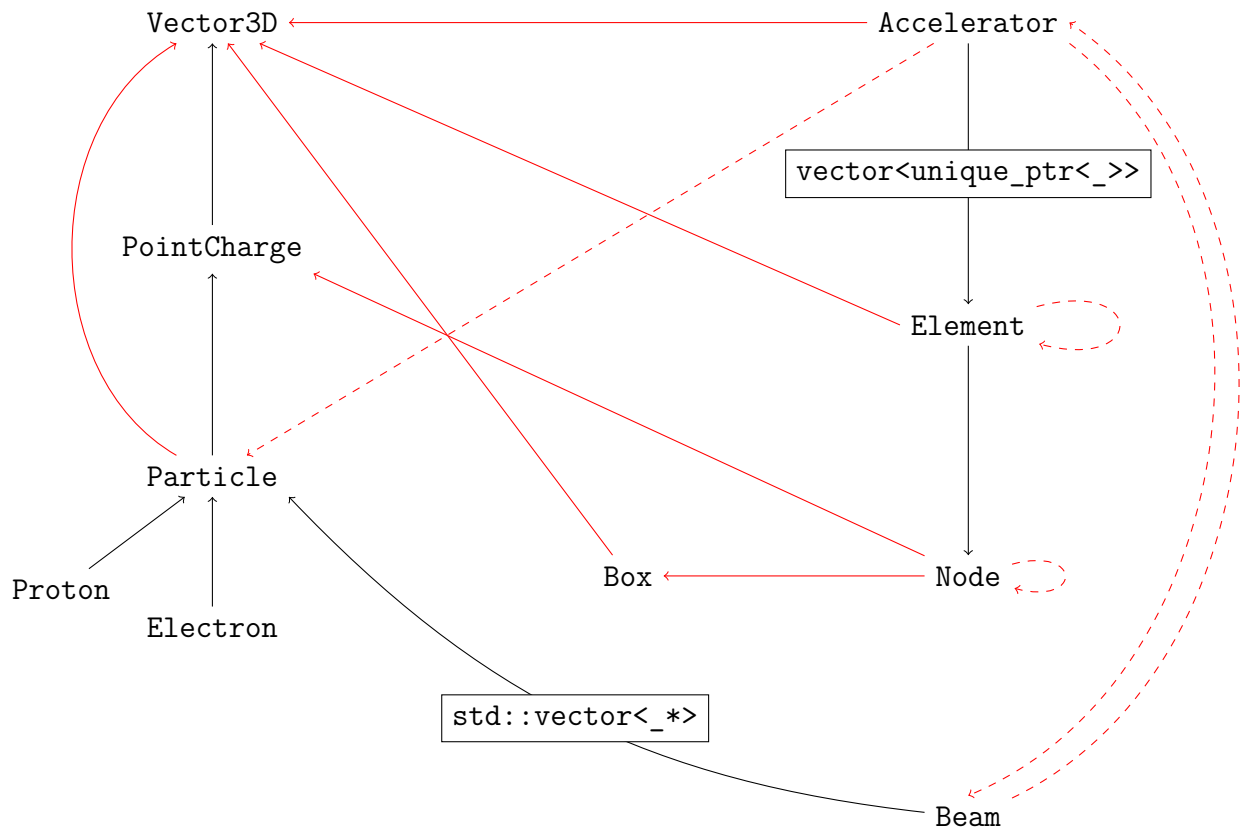 Vector3D
Accelerator
vector<unique_ptr<_>>
PointCharge
Element
Particle
Proton
Box
Node
Electron
std::vector<_*>
Beam